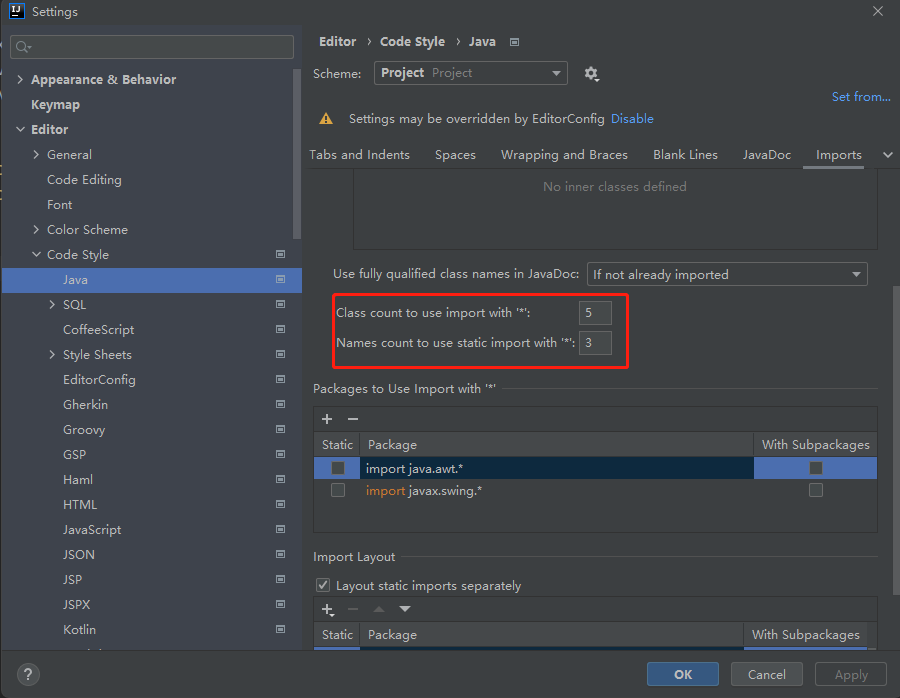 IJ Settings
Editor › Code Style › Java
Scheme: Project Project
Set from...
Settings may be overridden by EditorConfig Disable
Tabs and Indents Spaces Wrapping and Braces Blank Lines JavaDoc Imports
Appearance & Behavior
Keymap
Editor
General
Code Editing
Font
Color Scheme
Code Style
Java
SQL
CoffeeScript
Style Sheets
EditorConfig
Gherkin
Groovy
GSP
Haml
HTML
JavaScript
JSON
JSP
JSPX
Kotlin
No inner classes defined
Use fully qualified class names in JavaDoc: If not already imported
Class count to use import with '*': 5
Names count to use static import with '*': 3
Packages to Use Import with '*'
Static Package With Subpackages
import java.awt.*
import javax.swing.*
Import Layout
Layout static imports separately
Static Package With Subpackages
? OK Cancel Apply